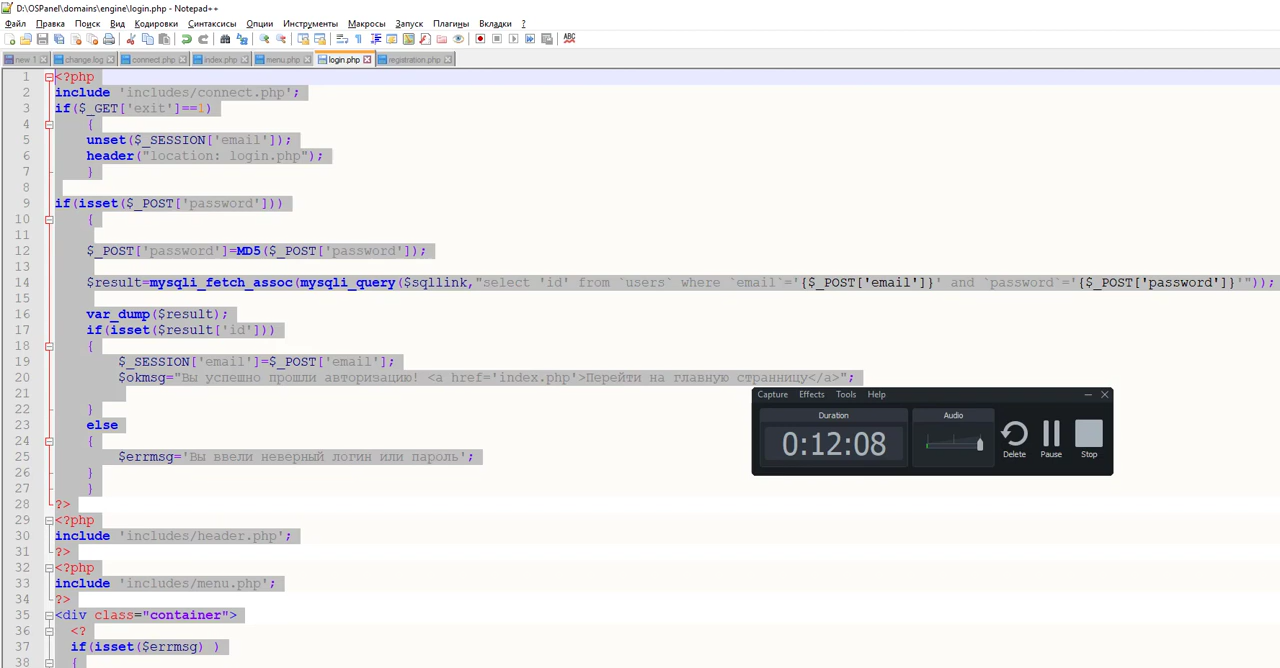 D:\OSPanel\domains\engine\login.php - Notepad++
Файл Правка Поиск Вид Кодировки Синтаксисы Опции Инструменты Макросы Запуск Плагины Вкладки ?
new 1 change.log connect.php index.php menu.php login.php registration.php
1 <?php
2 include 'includes/connect.php';
3 if($_GET['exit']==1)
4 {
5 unset($_SESSION['email']);
6 header("location: login.php");
7 }
8
9 if(isset($_POST['password']))
10 {
11
12 $_POST['password']=MD5($_POST['password']);
13
14 $result=mysqli_fetch_assoc(mysqli_query($sqllink,"select 'id' from `users` where `email`='{$_POST['email']}' and `password`='{$_POST['password']}'"));
15
16 var_dump($result);
17 if(isset($result['id']))
18 {
19 $_SESSION['email']=$_POST['email'];
20 $okmsg="Вы успешно прошли авторизацию! <a href='index.php'>Перейти на главную странницу</a>";
21
22 }
23 else
24 {
25 $errmsg='Вы ввели неверный логин или пароль';
26 }
27 }
28 ?>
29 <?php
30 include 'includes/header.php';
31 ?>
32 <?php
33 include 'includes/menu.php';
34 ?>
35 <div class="container">
36 <?
37 if(isset($errmsg) )
38 {
Capture Effects Tools Help
Duration Audio
0:12:08
Delete Pause Stop